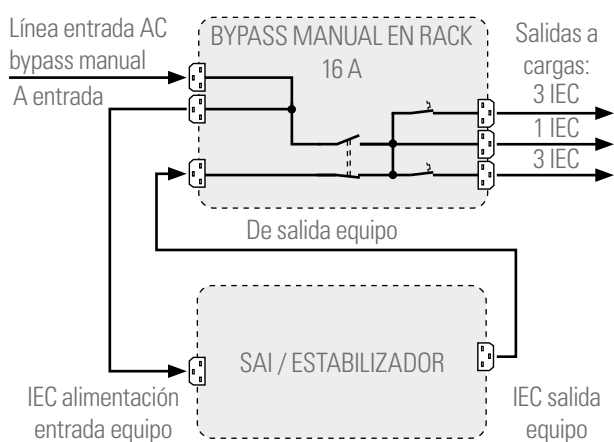 Línea entrada AC
bypass manual
A entrada
BYPASS MANUAL EN RACK
16 A
Salidas a
cargas:
3 IEC
1 IEC
3 IEC
De salida equipo
SAI / ESTABILIZADOR
IEC alimentación
entrada equipo
IEC salida
equipo